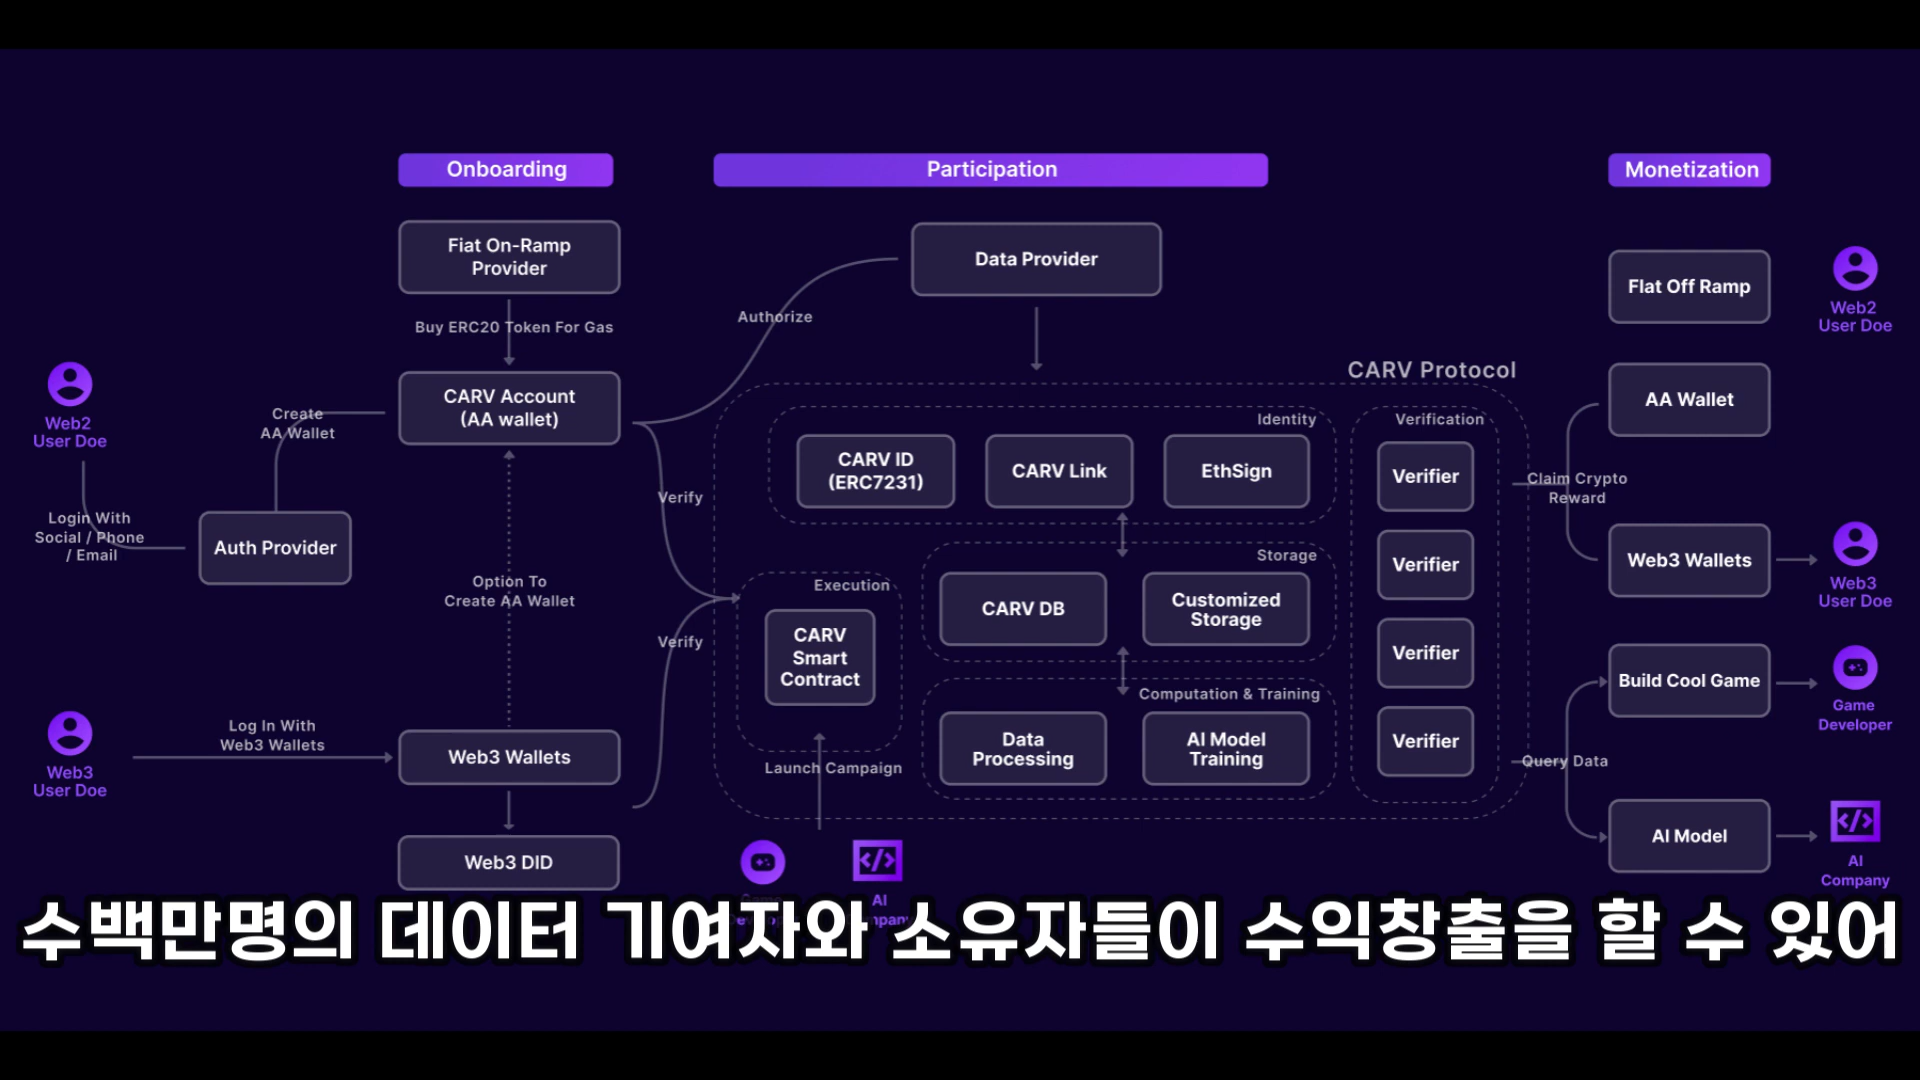 Onboarding
Participation
Monetization
Fiat On-Ramp
Provider
Buy ERC20 Token For Gas
CARV Account
(AA wallet)
Web2
User Doe
Create
AA Wallet
Login With
Social / Phone
/ Email
Auth Provider
Option To
Create AA Wallet
Web3
User Doe
Log In With
Web3 Wallets
Web3 Wallets
Web3 DID
Authorize
Verify
Verify
Data Provider
CARV Protocol
Identity
CARV ID
(ERC7231)
CARV Link
EthSign
Storage
CARV DB
Customized
Storage
Execution
CARV
Smart
Contract
Launch Campaign
Computation & Training
Data
Processing
AI Model
Training
Verification
Verifier
Verifier
Verifier
Verifier
AI
Claim Crypto
Reward
Query Data
Flat Off Ramp
Web2
User Doe
AA Wallet
Web3 Wallets
Web3
User Doe
Build Cool Game
Game
Developer
AI Model
AI
Company
수백만명의 데이터 기여자와 소유자들이 수익창출을 할 수 있어